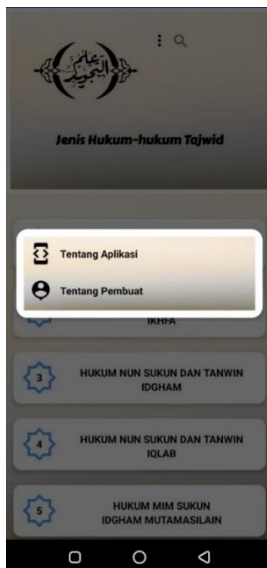 علم
التجويد
Jenis Hukum-hukum Tajwid
Tentang Aplikasi
Tentang Pembuat
IKHFA
3
HUKUM NUN SUKUN DAN TANWIN
IDGHAM
4
HUKUM NUN SUKUN DAN TANWIN
IQLAB
5
HUKUM MIM SUKUN
IDGHAM MUTAMASILAIN